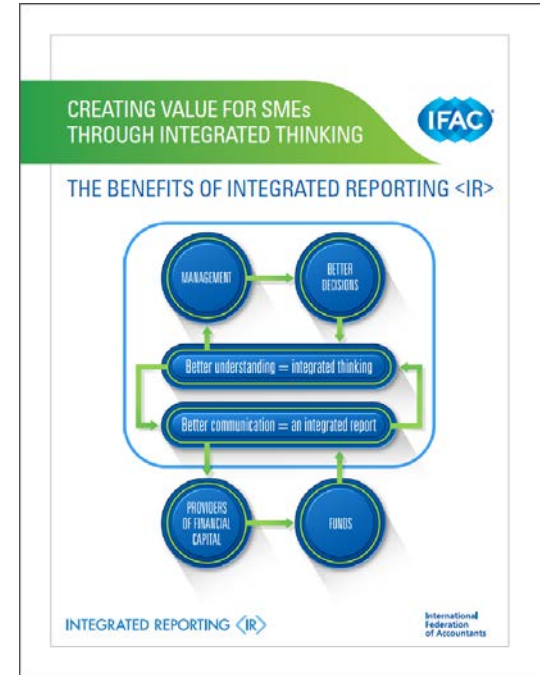 CREATING VALUE FOR SMEs
THROUGH INTEGRATED THINKING
IFAC®
THE BENEFITS OF INTEGRATED REPORTING <IR>
MANAGEMENT
BETTER
DECISIONS
Better understanding = integrated thinking
Better communication = an integrated report
PROVIDERS
OF FINANCIAL
CAPITAL
FUNDS
INTEGRATED REPORTING <IR>
International
Federation
of Accountants